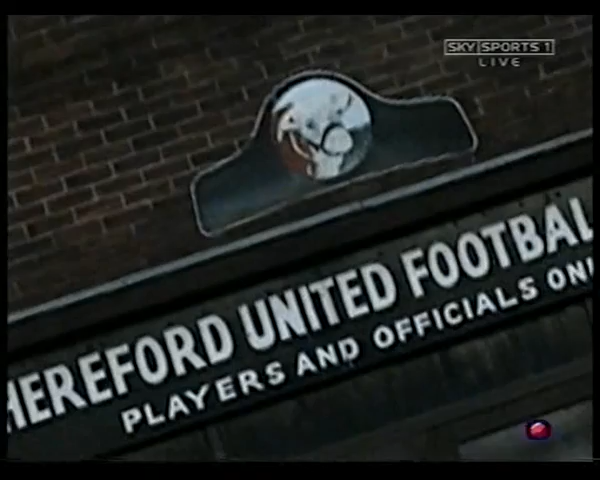 SKY SPORTS 1
LIVE
HEREFORD UNITED FOOTBAL
PLAYERS AND OFFICIALS ON